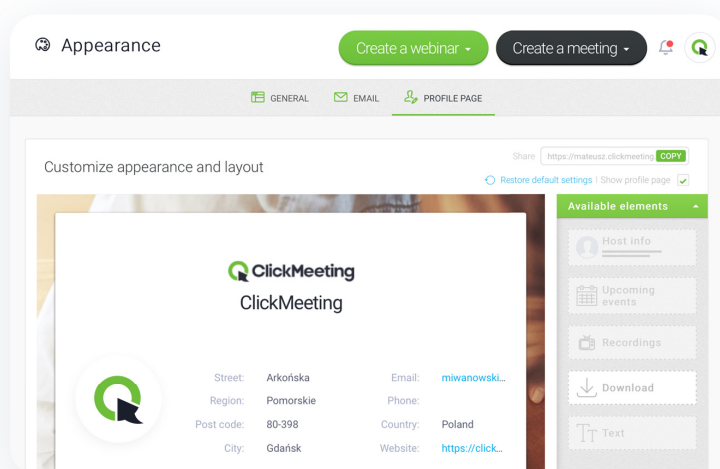 Appearance
Create a webinar
Create a meeting
GENERAL
EMAIL
PROFILE PAGE
Share https://mateusz.clickmeeting. COPY
Customize appearance and layout
Restore default settings | Show profile page
Available elements
Host info
Upcoming
events
Recordings
Download
Text
ClickMeeting
ClickMeeting
Street: Arkońska Email: miwanowski...
Region: Pomorskie Phone:
Post code: 80-398 Country: Poland
City: Gdańsk Website: https://click...